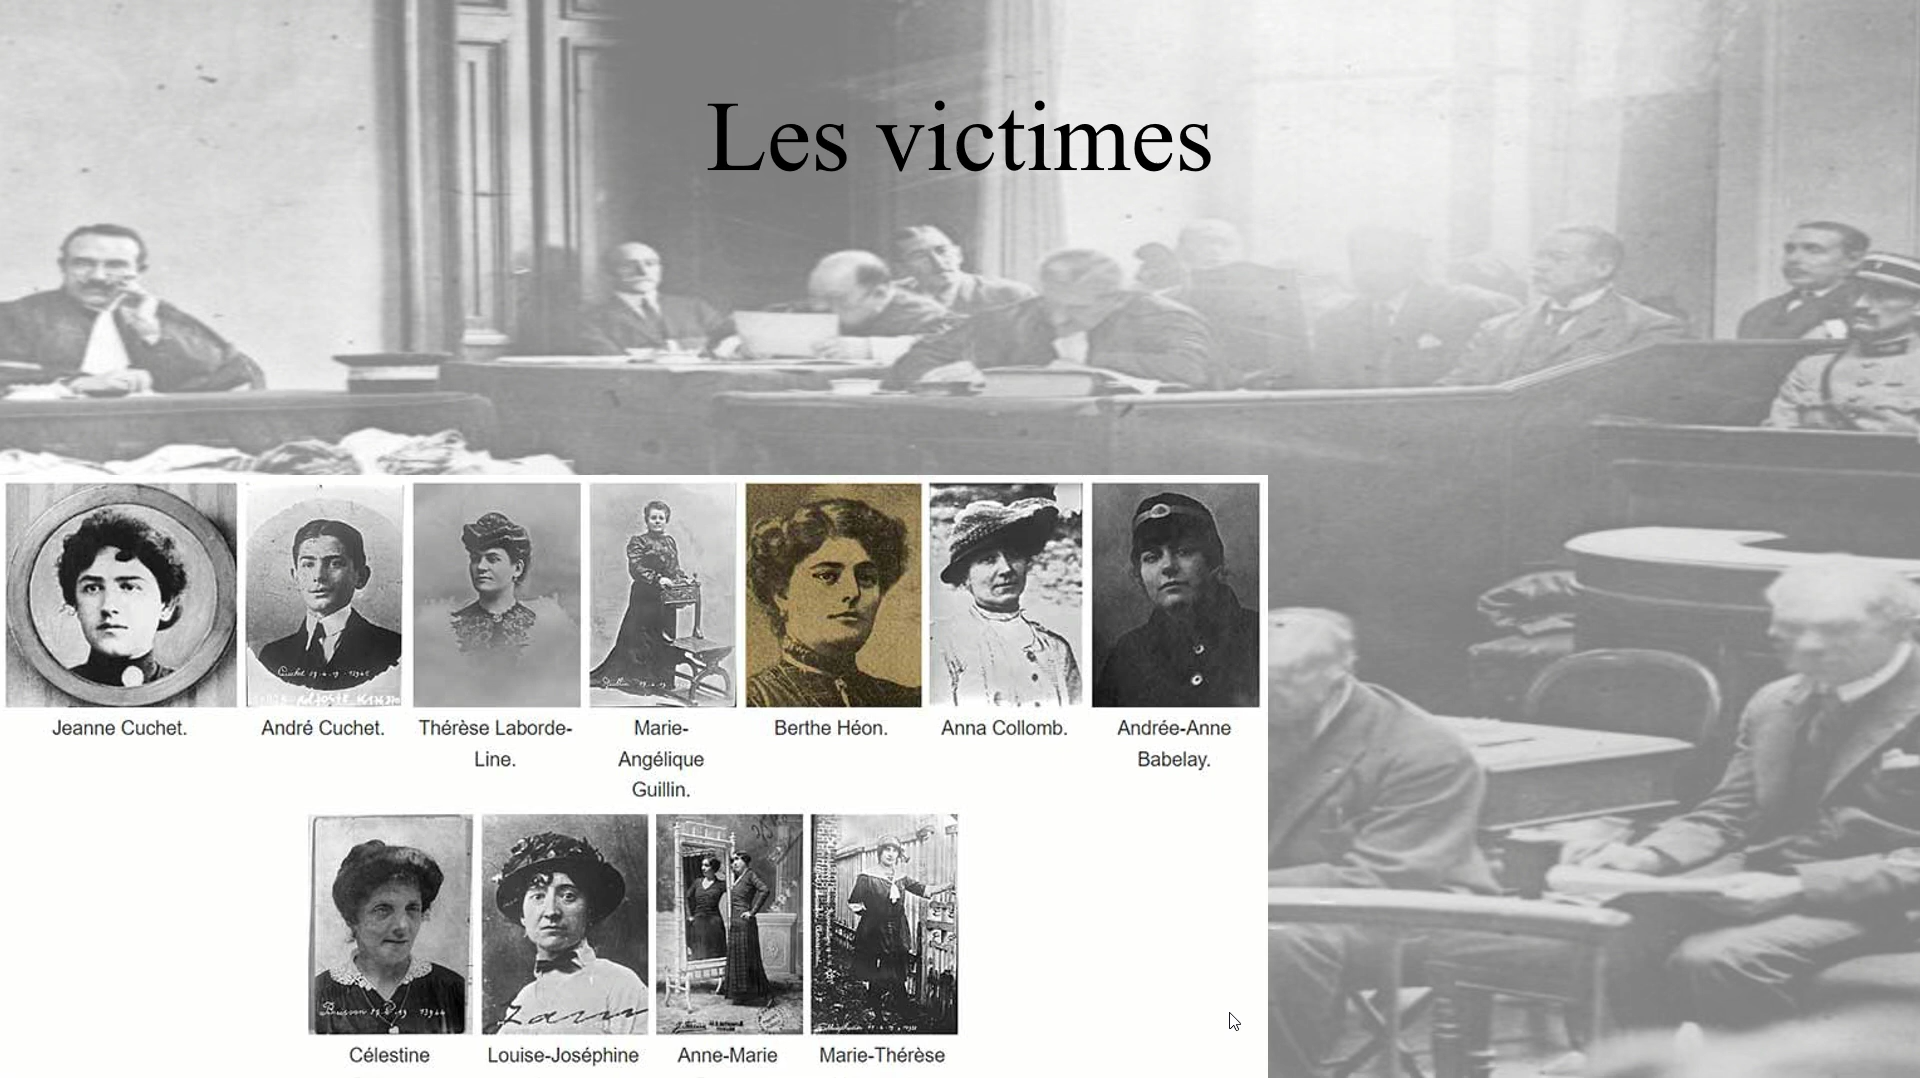 Les victimes
Jeanne Cuchet.
André Cuchet.
Thérèse Laborde-
Line.
Marie-
Angélique
Guillin.
Berthe Héon.
Anna Collomb.
Andrée-Anne
Babelay.
Célestine
Louise-Joséphine
Anne-Marie
Marie-Thérèse